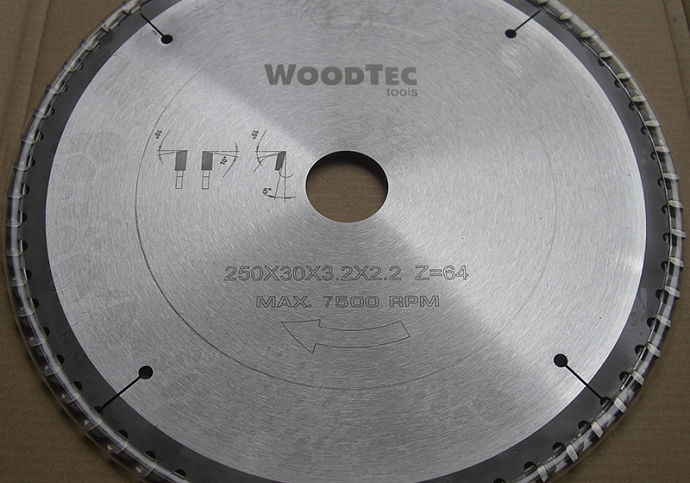 WOODTEC
tools
250X30X3.2X2.2 Z=64
MAX. 7500 RPM